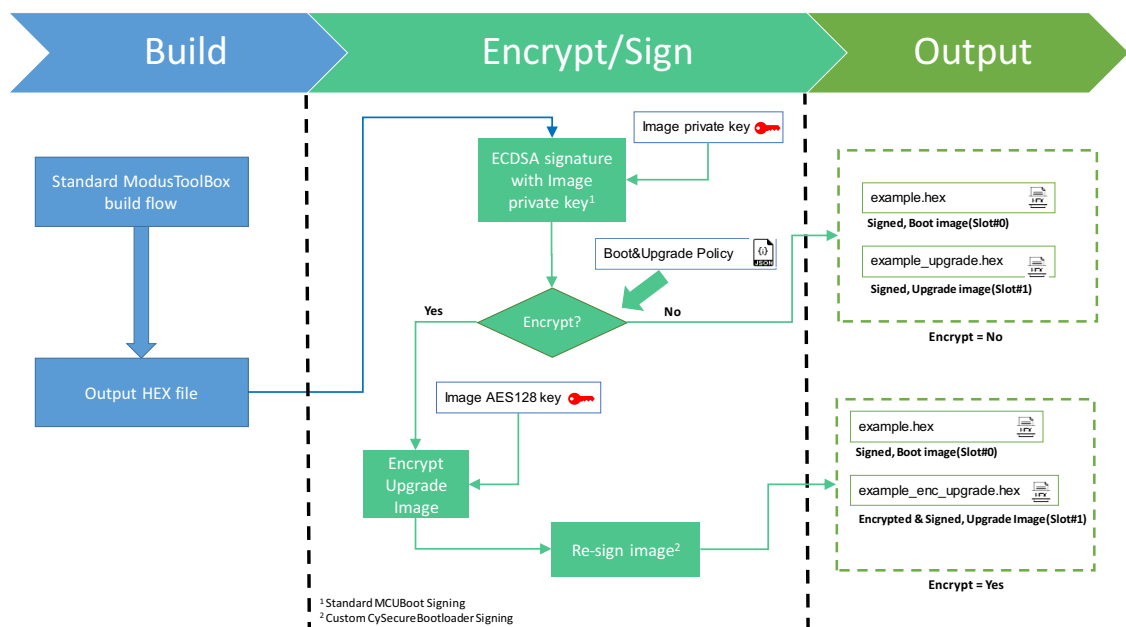 Build
Encrypt/Sign
Output
Standard ModusToolBox
build flow
Output HEX file
Image private key
ECDSA signature
with Image
private key1
Boot&Upgrade Policy
{;}
JSON
Encrypt?
Yes
No
Image AES128 key
Encrypt
Upgrade
Image
Re-sign image2
1 Standard MCUBoot Signing
2 Custom CySecureBootloader Signing
example.hex
Signed, Boot image(Slot#0)
example_upgrade.hex
Signed, Upgrade image(Slot#1)
Encrypt = No
example.hex
Signed, Boot image(Slot#0)
example_enc_upgrade.hex
Encrypted & Signed, Upgrade Image(Slot#1)
Encrypt = Yes